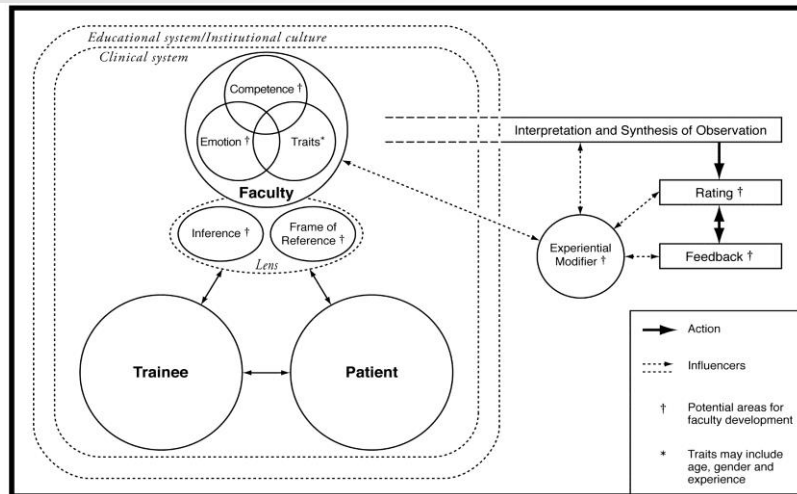 Educational system/Institutional culture
Clinical system
Competence †
Emotion †
Traits*
Faculty
Inference †
Frame of
Reference †
Lens
Trainee
Patient
Interpretation and Synthesis of Observation
Rating †
Experiential
Modifier †
Feedback †
Action
Influencers
† Potential areas for
faculty development
* Traits may include
age, gender and
experience